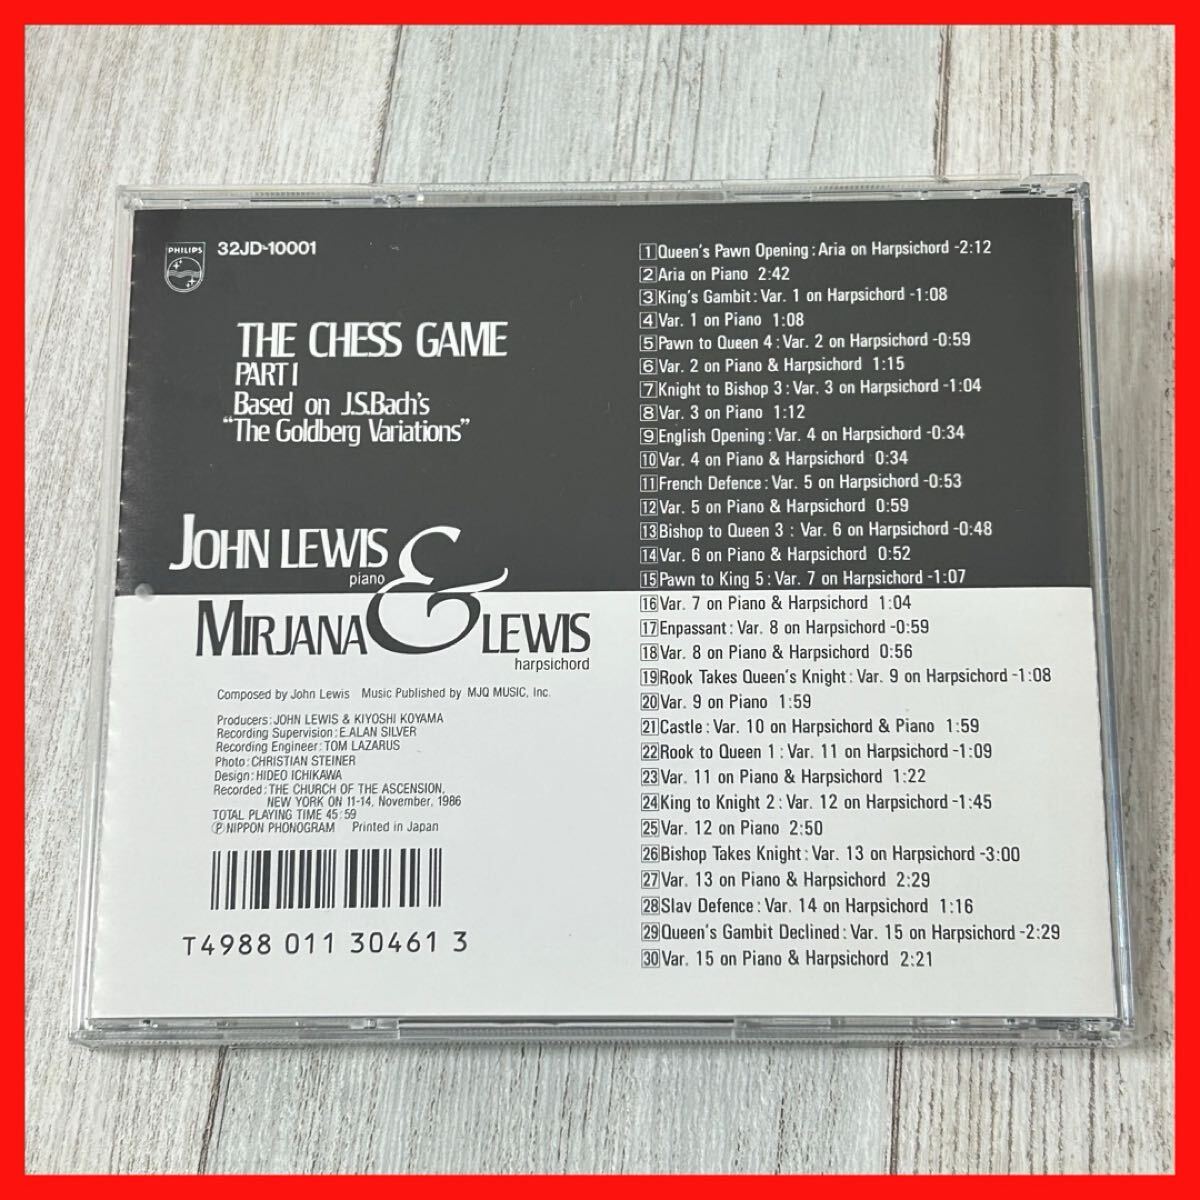 PHILIPS
32JD-10001
THE CHESS GAME
PART I
Based on J.S.Bach's
"The Goldberg Variations"
JOHN LEWIS
piano
&
MIRJANA LEWIS
harpsichord
Composed by John Lewis Music Published by MJQ MUSIC, Inc.
Producers: JOHN LEWIS & KIYOSHI KOYAMA
Recording Supervision: E.ALAN SILVER
Recording Engineer: TOM LAZARUS
Photo: CHRISTIAN STEINER
Design: HIDEO ICHIKAWA
Recorded: THE CHURCH OF THE ASCENSION,
NEW YORK ON 11-14, November, 1986
TOTAL PLAYING TIME 45:59
Ⓟ NIPPON PHONOGRAM Printed in Japan
T4988 011 30461 3
1 Queen's Pawn Opening: Aria on Harpsichord -2:12
2 Aria on Piano 2:42
3 King's Gambit: Var. 1 on Harpsichord -1:08
4 Var. 1 on Piano 1:08
5 Pawn to Queen 4: Var. 2 on Harpsichord -0:59
6 Var. 2 on Piano & Harpsichord 1:15
7 Knight to Bishop 3: Var. 3 on Harpsichord -1:04
8 Var. 3 on Piano 1:12
9 English Opening: Var. 4 on Harpsichord -0:34
10 Var. 4 on Piano & Harpsichord 0:34
11 French Defence: Var. 5 on Harpsichord -0:53
12 Var. 5 on Piano & Harpsichord 0:59
13 Bishop to Queen 3 : Var. 6 on Harpsichord -0:48
14 Var. 6 on Piano & Harpsichord 0:52
15 Pawn to King 5: Var. 7 on Harpsichord -1:07
16 Var. 7 on Piano & Harpsichord 1:04
17 Enpassant: Var. 8 on Harpsichord -0:59
18 Var. 8 on Piano & Harpsichord 0:56
19 Rook Takes Queen's Knight: Var. 9 on Harpsichord -1:08
20 Var. 9 on Piano 1:59
21 Castle: Var. 10 on Harpsichord & Piano 1:59
22 Rook to Queen 1: Var. 11 on Harpsichord -1:09
23 Var. 11 on Piano & Harpsichord 1:22
24 King to Knight 2: Var. 12 on Harpsichord -1:45
25 Var. 12 on Piano 2:50
26 Bishop Takes Knight: Var. 13 on Harpsichord -3:00
27 Var. 13 on Piano & Harpsichord 2:29
28 Slav Defence: Var. 14 on Harpsichord 1:16
29 Queen's Gambit Declined: Var. 15 on Harpsichord -2:29
30 Var. 15 on Piano & Harpsichord 2:21